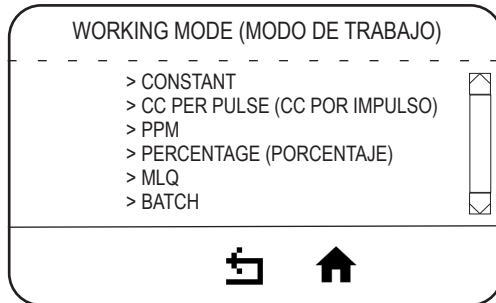 WORKING MODE (MODO DE TRABAJO)
> CONSTANT
> CC PER PULSE (CC POR IMPULSO)
> PPM
> PERCENTAGE (PORCENTAJE)
> MLQ
> BATCH